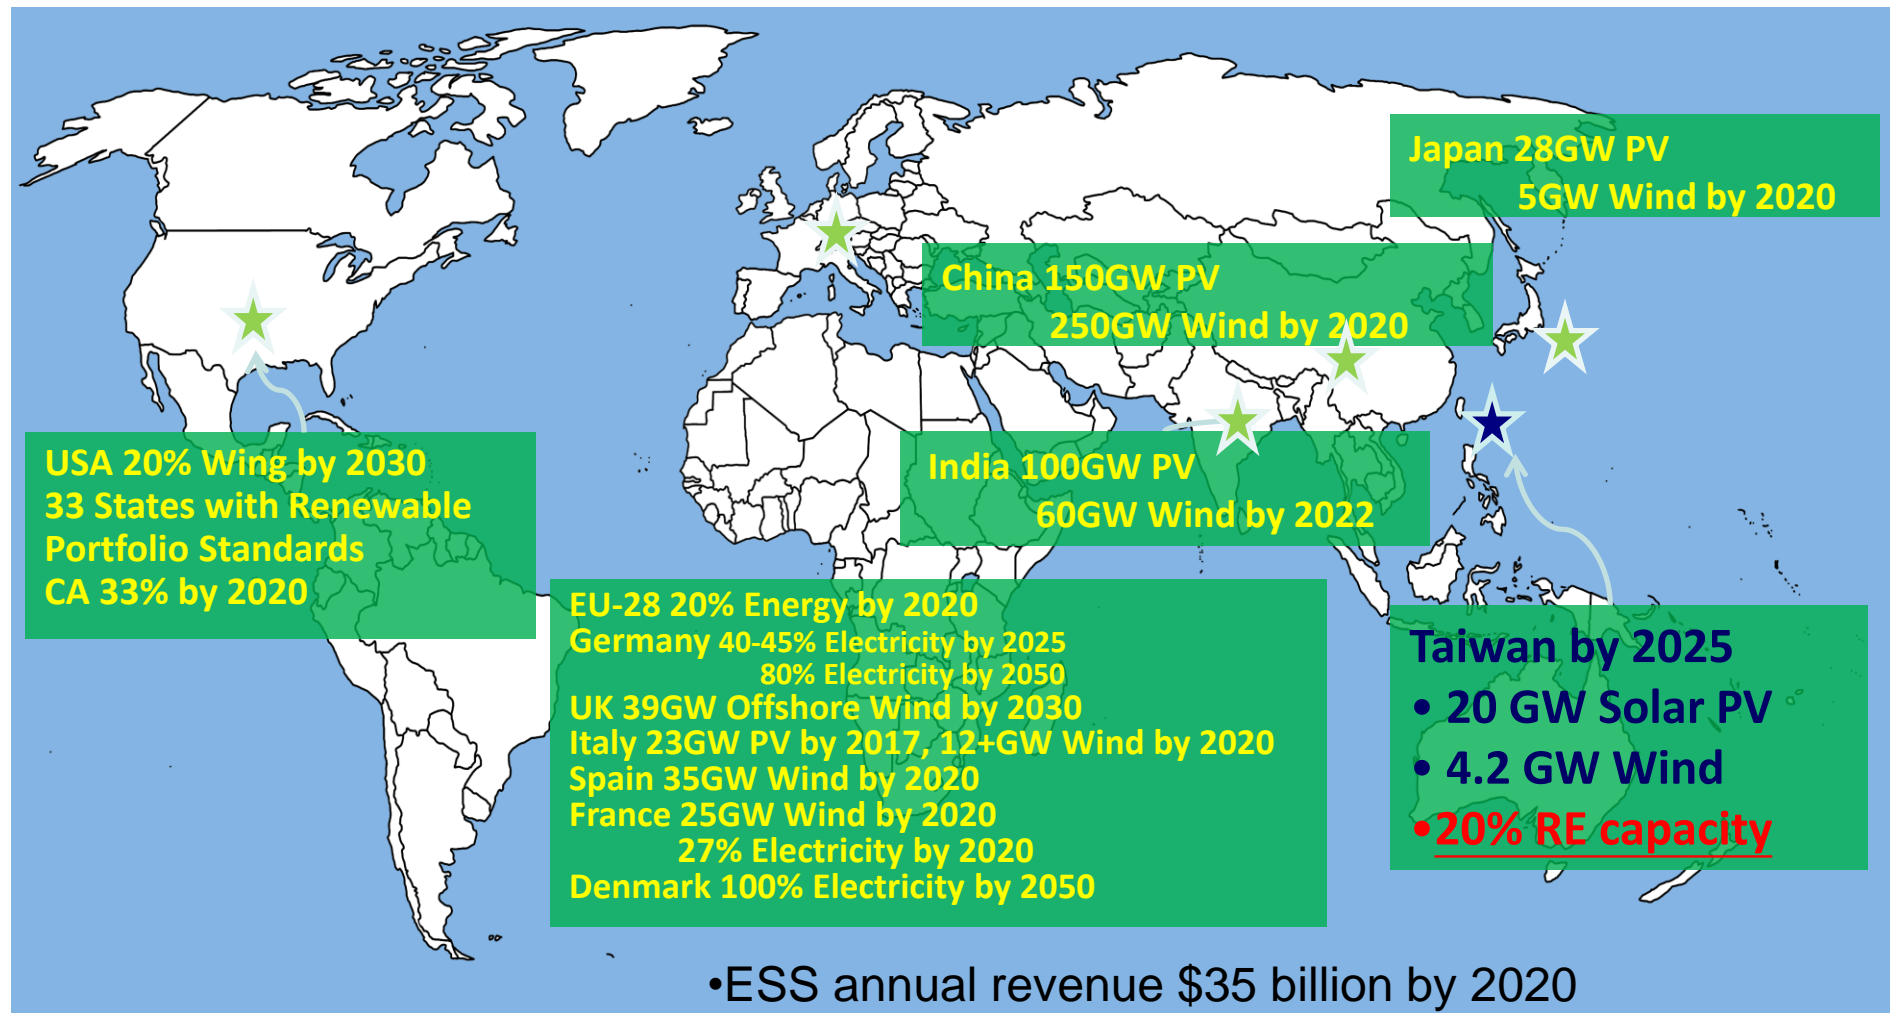 Japan 28GW PV
5GW Wind by 2020
China 150GW PV
250GW Wind by 2020
USA 20% Wing by 2030
33 States with Renewable
Portfolio Standards
CA 33% by 2020
India 100GW PV
60GW Wind by 2022
EU-28 20% Energy by 2020
Germany 40-45% Electricity by 2025
80% Electricity by 2050
UK 39GW Offshore Wind by 2030
Italy 23GW PV by 2017, 12+GW Wind by 2020
Spain 35GW Wind by 2020
France 25GW Wind by 2020
27% Electricity by 2020
Denmark 100% Electricity by 2050
Taiwan by 2025
• 20 GW Solar PV
• 4.2 GW Wind
•20% RE capacity
•ESS annual revenue $35 billion by 2020